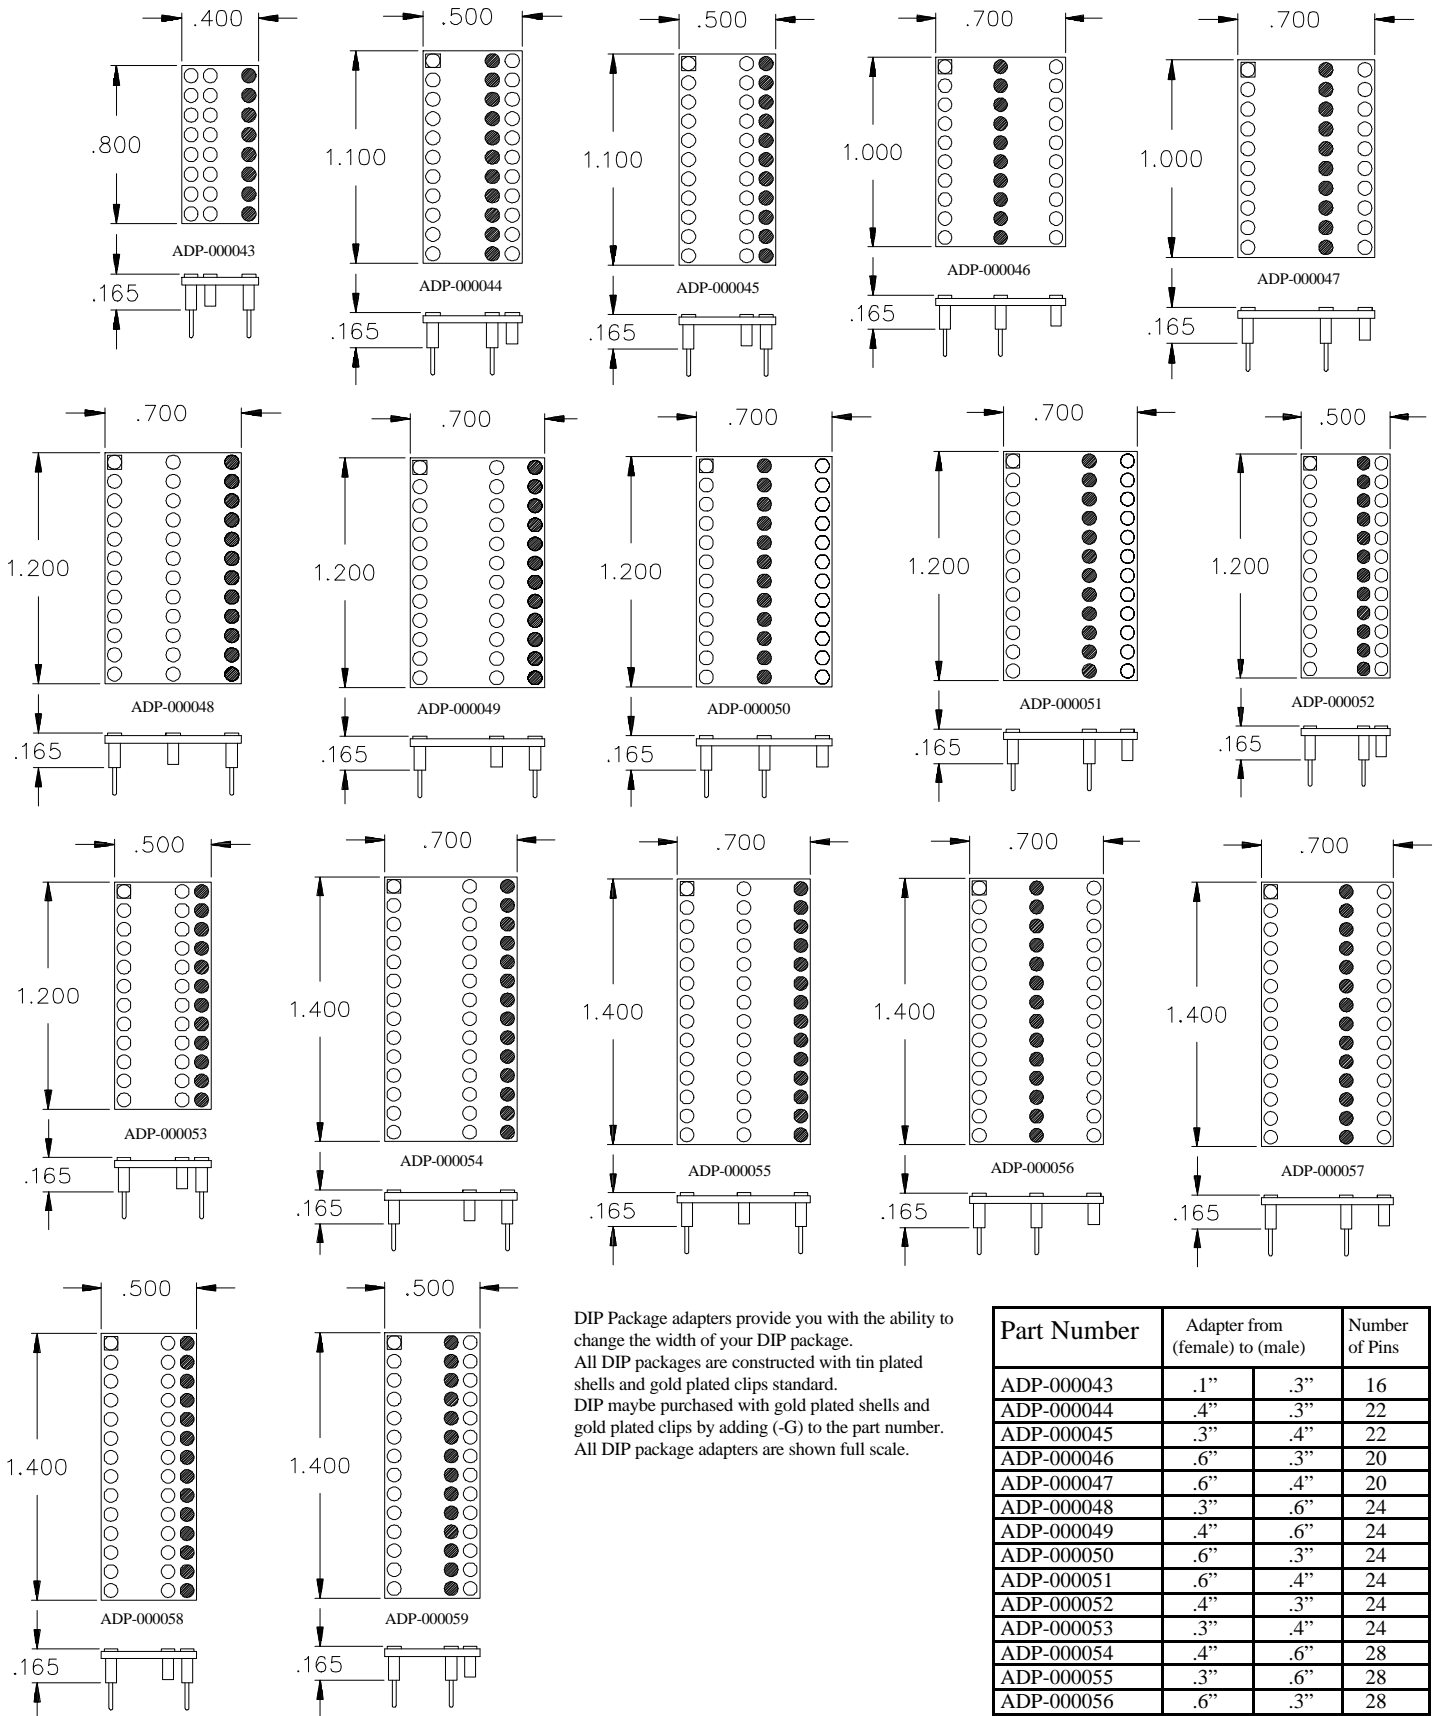 .400
.800
ADP-000043
.165
.500
1.100
ADP-000044
.165
.500
1.100
ADP-000045
.165
.700
1.000
ADP-000046
.165
.700
1.000
ADP-000047
.165
.700
1.200
ADP-000048
.165
.700
1.200
ADP-000049
.165
.700
1.200
ADP-000050
.165
.700
1.200
ADP-000051
.165
.500
1.200
ADP-000052
.165
.500
1.200
ADP-000053
.165
.700
1.400
ADP-000054
.165
.700
1.400
ADP-000055
.165
.700
1.400
ADP-000056
.165
.700
1.400
ADP-000057
.165
.500
1.400
ADP-000058
.165
.500
1.400
ADP-000059
.165
DIP Package adapters provide you with the ability to
change the width of your DIP package.
All DIP packages are constructed with tin plated
shells and gold plated clips standard.
DIP maybe purchased with gold plated shells and
gold plated clips by adding (-G) to the part number.
All DIP package adapters are shown full scale.
Part Number Adapter from (female) to (male) Number of Pins
ADP-000043 .1” .3” 16
ADP-000044 .4” .3” 22
ADP-000045 .3” .4” 22
ADP-000046 .6” .3” 20
ADP-000047 .6” .4” 20
ADP-000048 .3” .6” 24
ADP-000049 .4” .6” 24
ADP-000050 .6” .3” 24
ADP-000051 .6” .4” 24
ADP-000052 .4” .3” 24
ADP-000053 .3” .4” 24
ADP-000054 .4” .6” 28
ADP-000055 .3” .6” 28
ADP-000056 .6” .3” 28